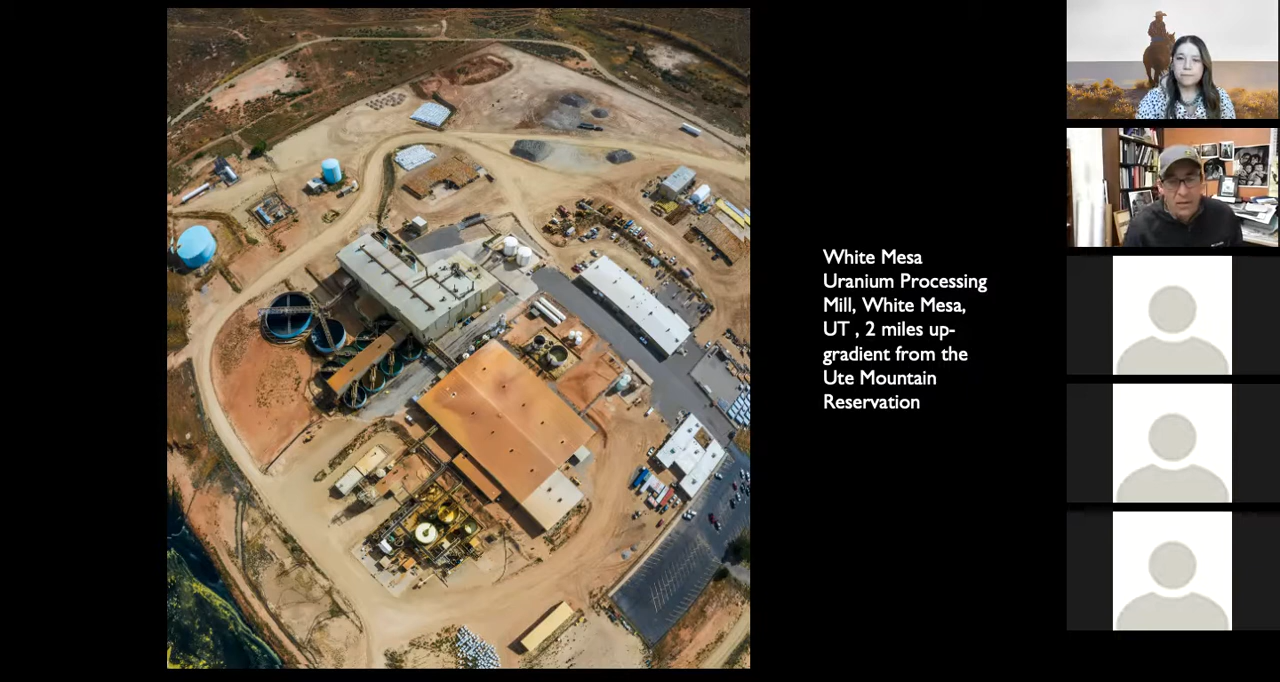 White Mesa
Uranium Processing
Mill, White Mesa,
UT , 2 miles up-
gradient from the
Ute Mountain
Reservation